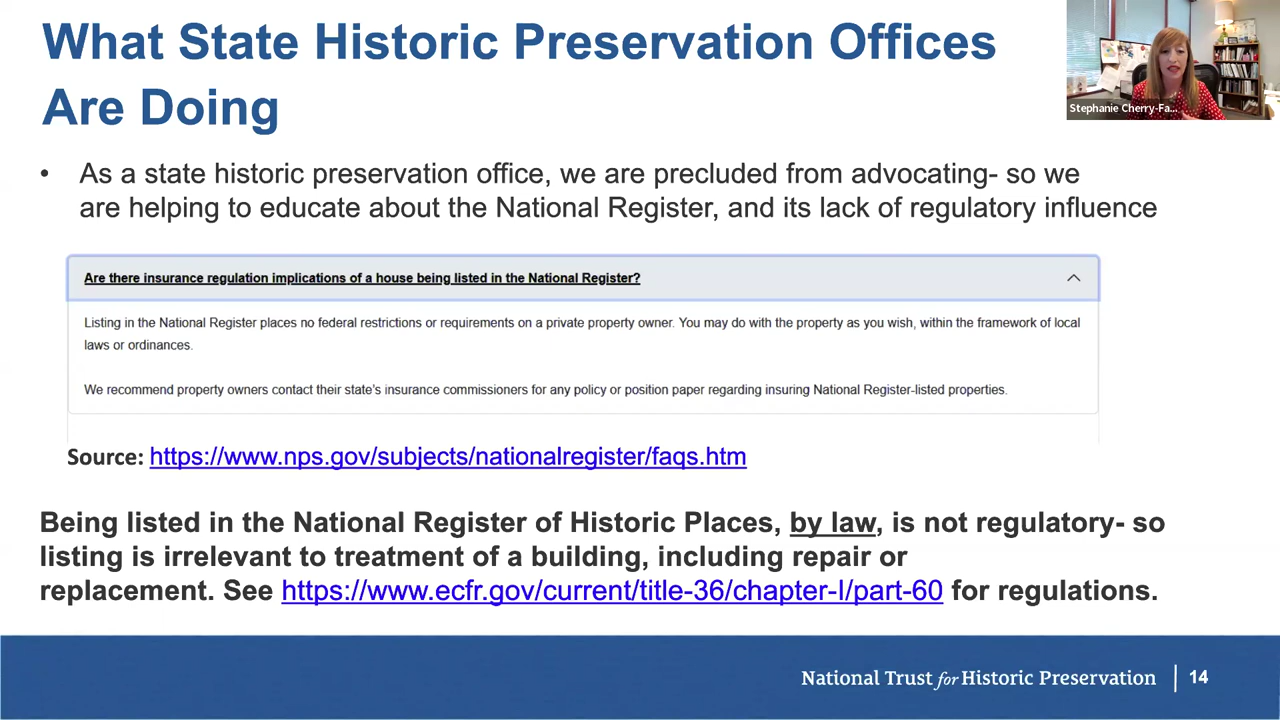 What State Historic Preservation Offices
Are Doing
Stephanie Cherry-Fa...
• As a state historic preservation office, we are precluded from advocating- so we
are helping to educate about the National Register, and its lack of regulatory influence
Are there insurance regulation implications of a house being listed in the National Register?
Listing in the National Register places no federal restrictions or requirements on a private property owner. You may do with the property as you wish, within the framework of local
laws or ordinances.
We recommend property owners contact their state's insurance commissioners for any policy or position paper regarding insuring National Register-listed properties.
Source: https://www.nps.gov/subjects/nationalregister/faqs.htm
Being listed in the National Register of Historic Places, by law, is not regulatory- so
listing is irrelevant to treatment of a building, including repair or
replacement. See https://www.ecfr.gov/current/title-36/chapter-I/part-60 for regulations.
National Trust for Historic Preservation | 14